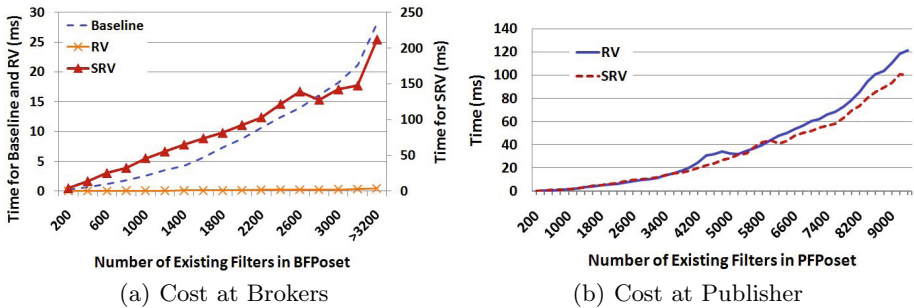 30
25
20
15
10
5
0
Time for Baseline and RV (ms)
Baseline
RV
SRV
250
200
150
100
50
0
Time for SRV (ms)
200 600 1000 1400 1800 2200 2600 3000 >3200
Number of Existing Filters in BFPoset
(a) Cost at Brokers
140
120
100
80
60
40
20
0
Time (ms)
RV
SRV
200 1000 1800 2600 3400 4200 5000 5800 6600 7400 8200 9000
Number of Existing Filters in PFPoset
(b) Cost at Publisher